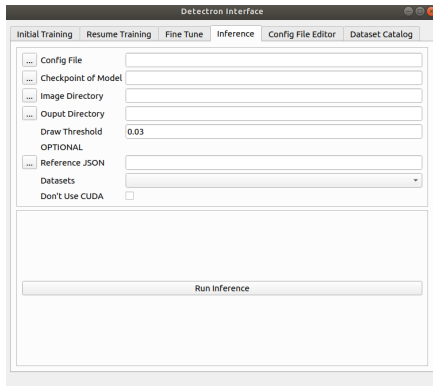 Detectron Interface
Initial Training Resume Training Fine Tune Inference Config File Editor Dataset Catalog
... Config File
... Checkpoint of Model
... Image Directory
... Ouput Directory
Draw Threshold 0.03
OPTIONAL
... Reference JSON
Datasets
Don't Use CUDA
Run Inference